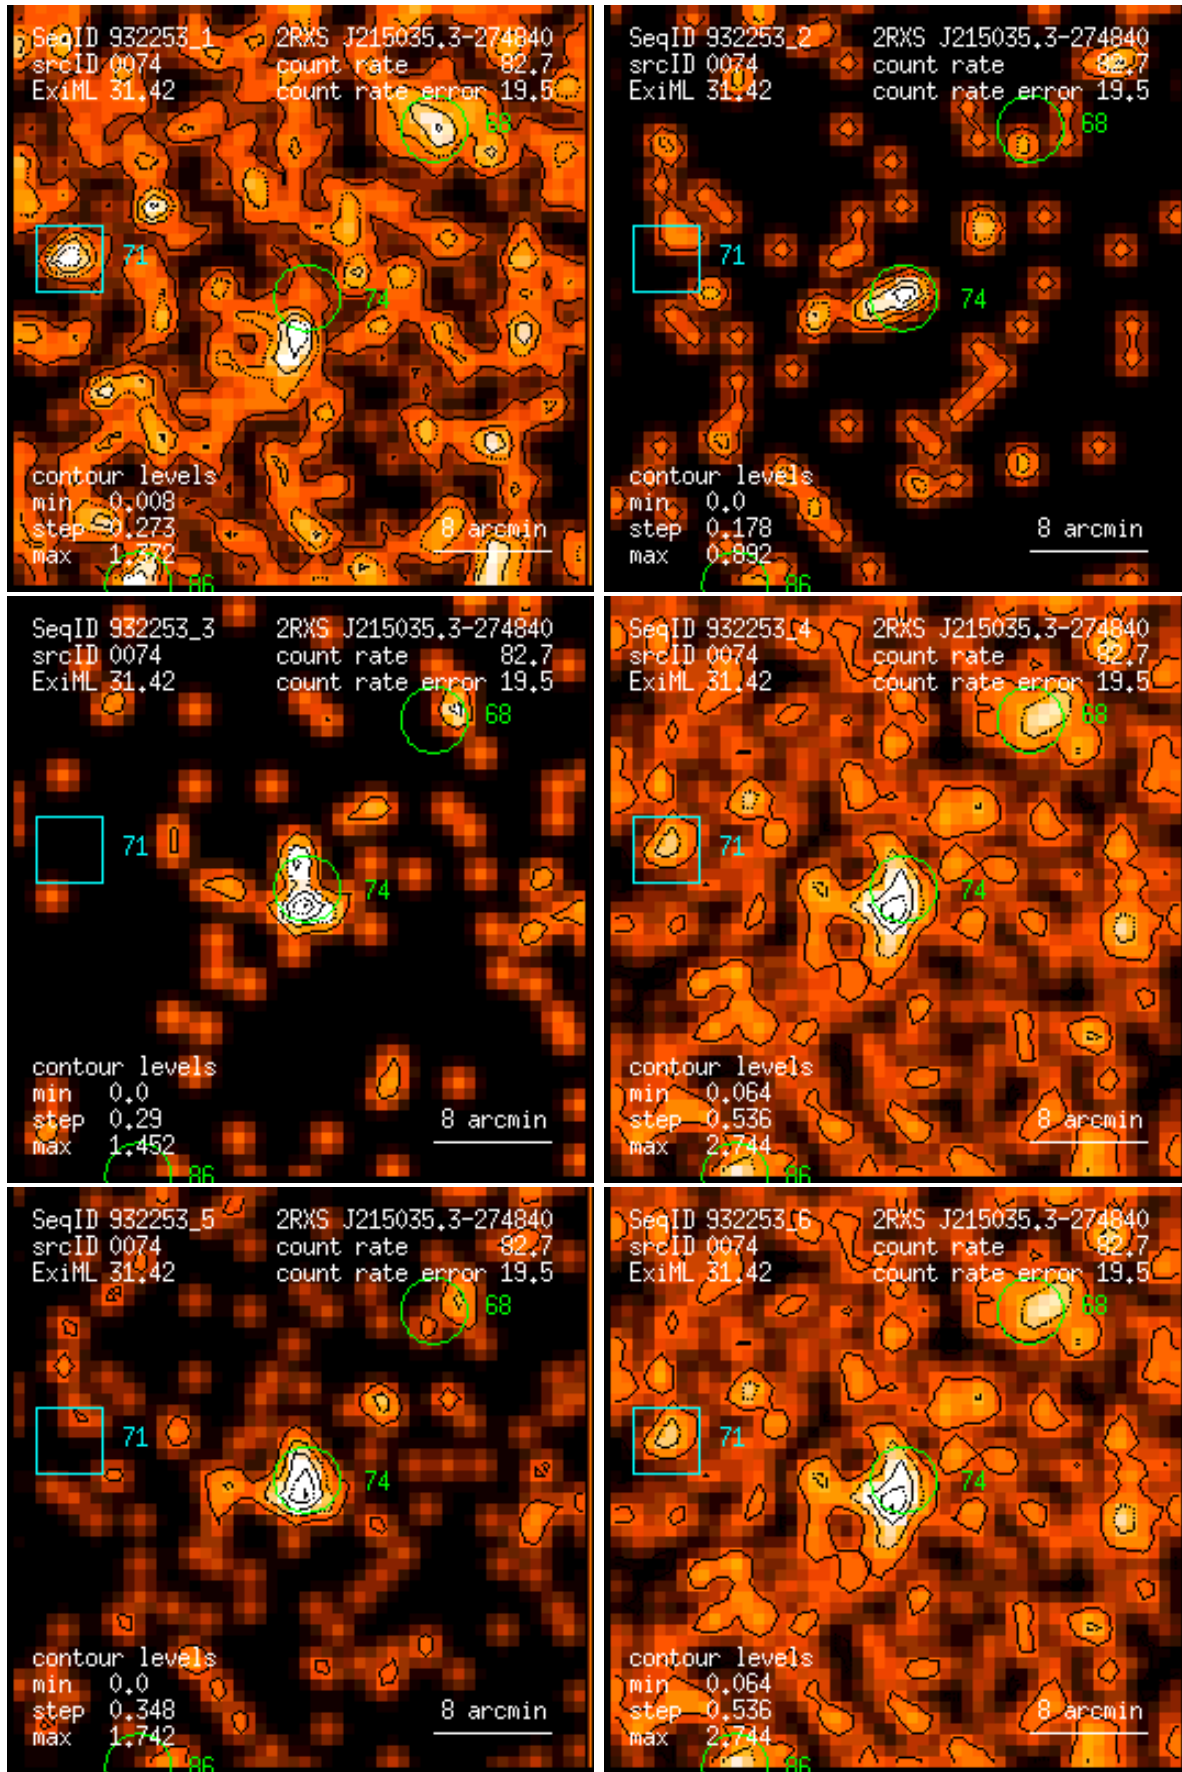 SeqID 932253_1 2RXS J215035.3-274840
srcID 0074 count rate 82.7
ExiML 31.42 count rate error 19.5
68
71
74
contour levels
min 0.008
step 0.273
max 1.372
8 arcmin
86
SeqID 932253_2 2RXS J215035.3-274840
srcID 0074 count rate 82.7
ExiML 31.42 count rate error 19.5
68
71
74
contour levels
min 0.0
step 0.178
max 0.892
8 arcmin
86
SeqID 932253_3 2RXS J215035.3-274840
srcID 0074 count rate 82.7
ExiML 31.42 count rate error 19.5
68
71
74
contour levels
min 0.0
step 0.29
max 1.452
8 arcmin
86
SeqID 932253_4 2RXS J215035.3-274840
srcID 0074 count rate 82.7
ExiML 31.42 count rate error 19.5
68
71
74
contour levels
min 0.064
step 0.536
max 2.744
8 arcmin
86
SeqID 932253_5 2RXS J215035.3-274840
srcID 0074 count rate 82.7
ExiML 31.42 count rate error 19.5
68
71
74
contour levels
min 0.0
step 0.348
max 1.742
8 arcmin
86
SeqID 932253_6 2RXS J215035.3-274840
srcID 0074 count rate 82.7
ExiML 31.42 count rate error 19.5
68
71
74
contour levels
min 0.064
step 0.536
max 2.744
8 arcmin
86